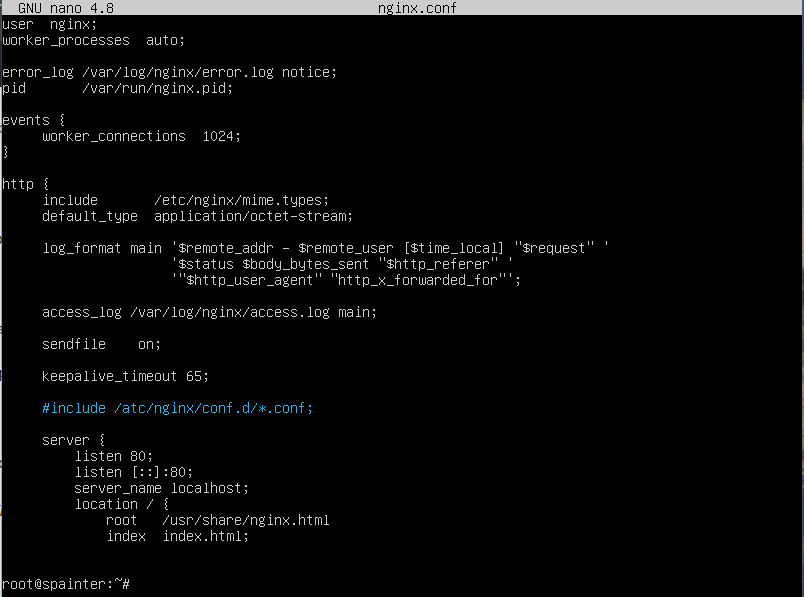 GNU nano 4.8 nginx.conf
user nginx;
worker_processes auto;
error_log /var/log/nginx/error.log notice;
pid /var/run/nginx.pid;
events {
worker_connections 1024;
}
http {
include /etc/nginx/mime.types;
default_type application/octet-stream;
log_format main '$remote_addr - $remote_user [$time_local] "$request" '
'$status $body_bytes_sent "$http_referer" '
'"$http_user_agent" "http_x_forwarded_for"';
access_log /var/log/nginx/access.log main;
sendfile on;
keepalive_timeout 65;
#include /atc/nginx/conf.d/*.conf;
server {
listen 80;
listen [::]:80;
server_name localhost;
location / {
root /usr/share/nginx.html
index index.html;
root@spainter:~#